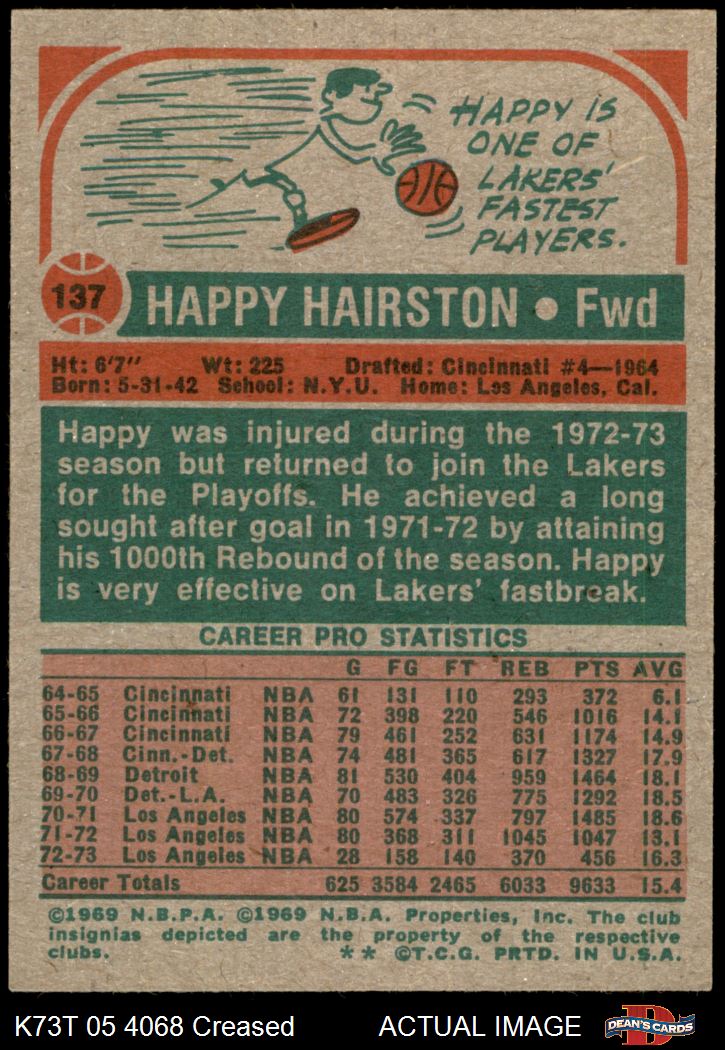 HAPPY IS
ONE OF
LAKERS'
FASTEST
PLAYERS.
137 HAPPY HAIRSTON • Fwd
Ht: 6'7" Wt: 225 Drafted: Cincinnati #4—1964
Born: 5-31-42 School: N.Y.U. Home: Los Angeles, Cal.
Happy was injured during the 1972-73
season but returned to join the Lakers
for the Playoffs. He achieved a long
sought after goal in 1971-72 by attaining
his 1000th Rebound of the season. Happy
is very effective on Lakers' fastbreak.
CAREER PRO STATISTICS
G FG FT REB PTS AVG
64-65 Cincinnati NBA 61 131 110 293 372 6.1
65-66 Cincinnati NBA 72 398 220 546 1016 14.1
66-67 Cincinnati NBA 79 461 252 631 1174 14.9
67-68 Cinn.-Det. NBA 74 481 365 617 1327 17.9
68-69 Detroit NBA 81 530 404 959 1464 18.1
69-70 Det.-L.A. NBA 70 483 326 775 1292 18.5
70-71 Los Angeles NBA 80 574 337 797 1485 18.6
71-72 Los Angeles NBA 80 368 311 1045 1047 13.1
72-73 Los Angeles NBA 28 158 140 370 456 16.3
Career Totals 625 3584 2465 6033 9633 15.4
©1969 N.B.P.A. ©1969 N.B.A. Properties, Inc. The club
insignias depicted are the property of the respective
clubs. ** ©T.C.G. PRTD. IN U.S.A.
K73T 05 4068 Creased ACTUAL IMAGE DEAN'S CARDS